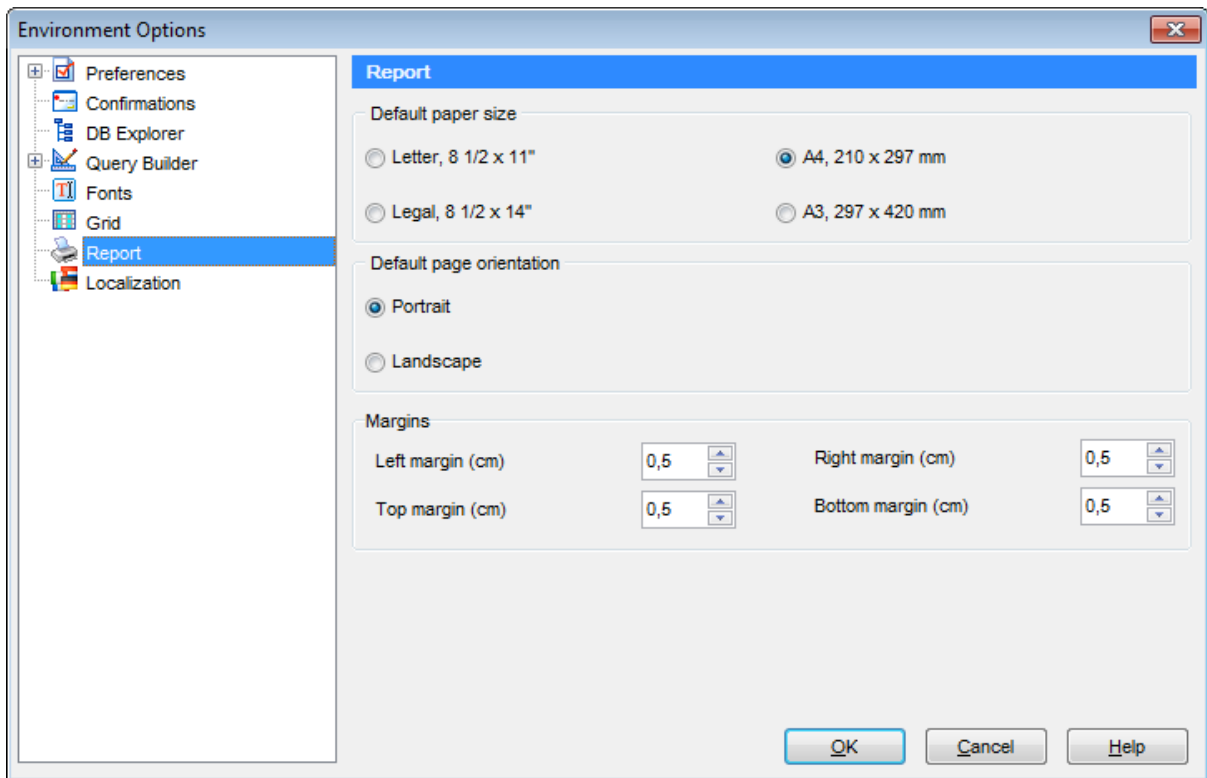 Environment Options
Preferences
Confirmations
DB Explorer
Query Builder
Fonts
Grid
Report
Localization
Report
Default paper size
Letter, 8 1/2 x 11"
A4, 210 x 297 mm
Legal, 8 1/2 x 14"
A3, 297 x 420 mm
Default page orientation
Portrait
Landscape
Margins
Left margin (cm) 0,5
Right margin (cm) 0,5
Top margin (cm) 0,5
Bottom margin (cm) 0,5
OK
Cancel
Help